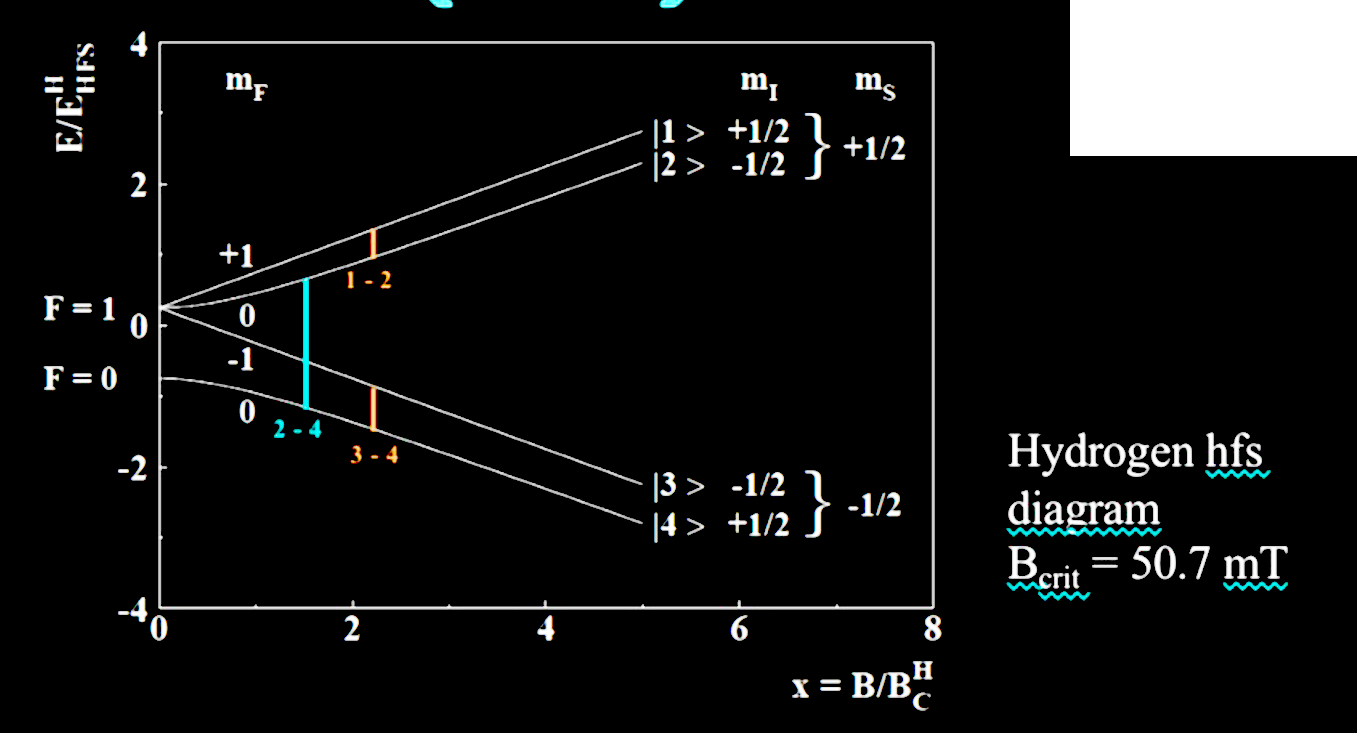 4
E/E^H_HFS
m_F
m_I
m_S
|1 > +1/2
|2 > -1/2
} +1/2
2
+1
1 - 2
F = 1
0
0
-1
F = 0
0
2 - 4
3 - 4
-2
|3 > -1/2
|4 > +1/2
} -1/2
-4
0 2 4 6 8
x = B/B^H_C
Hydrogen hfs
diagram
B_crit = 50.7 mT